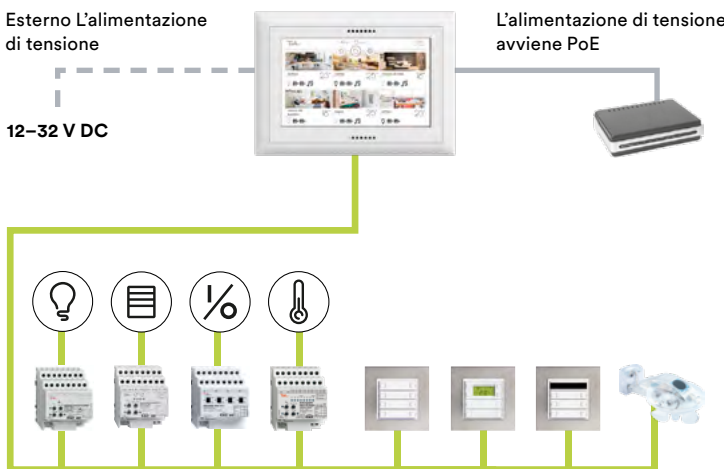 Esterno L'alimentazione
di tensione
L'alimentazione di tensione
avviene PoE
12–32 V DC